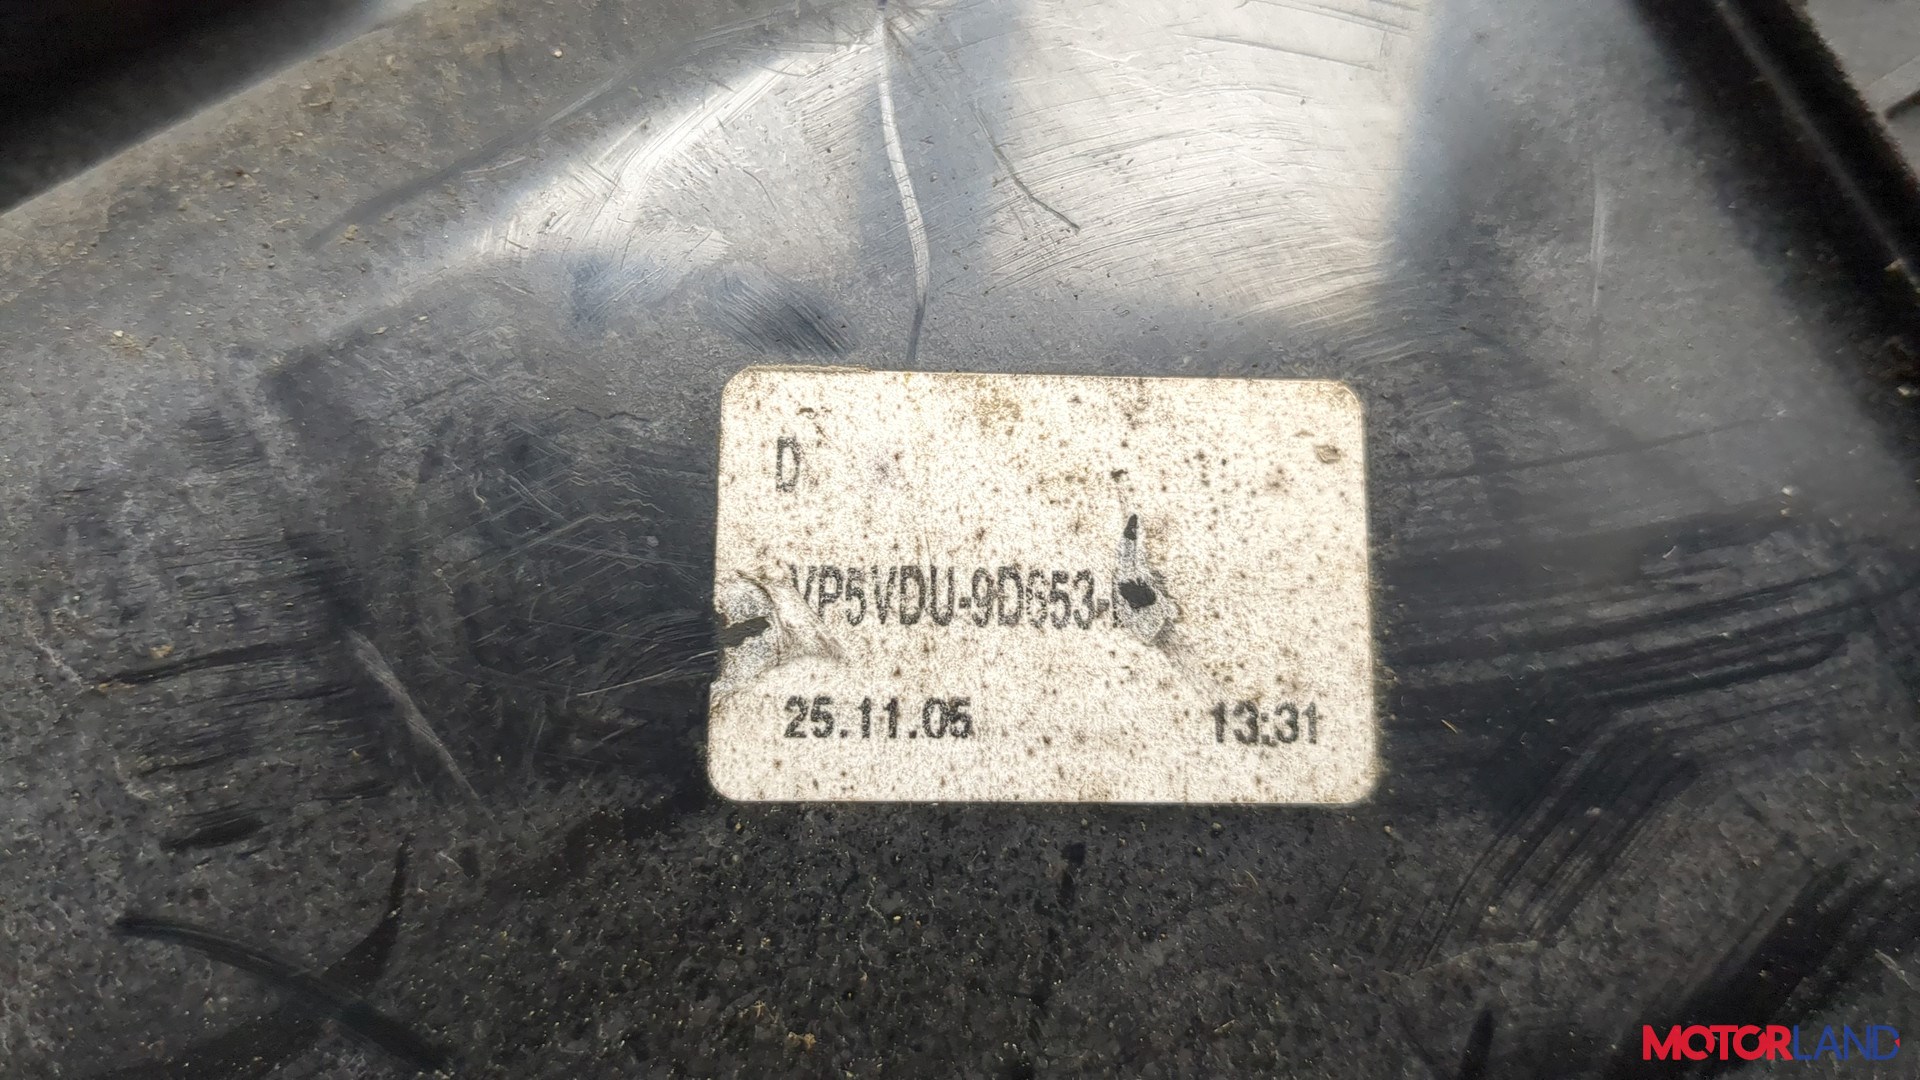 D
VP5VDU-9D653-
25.11.05
13:31
MOTORLAND